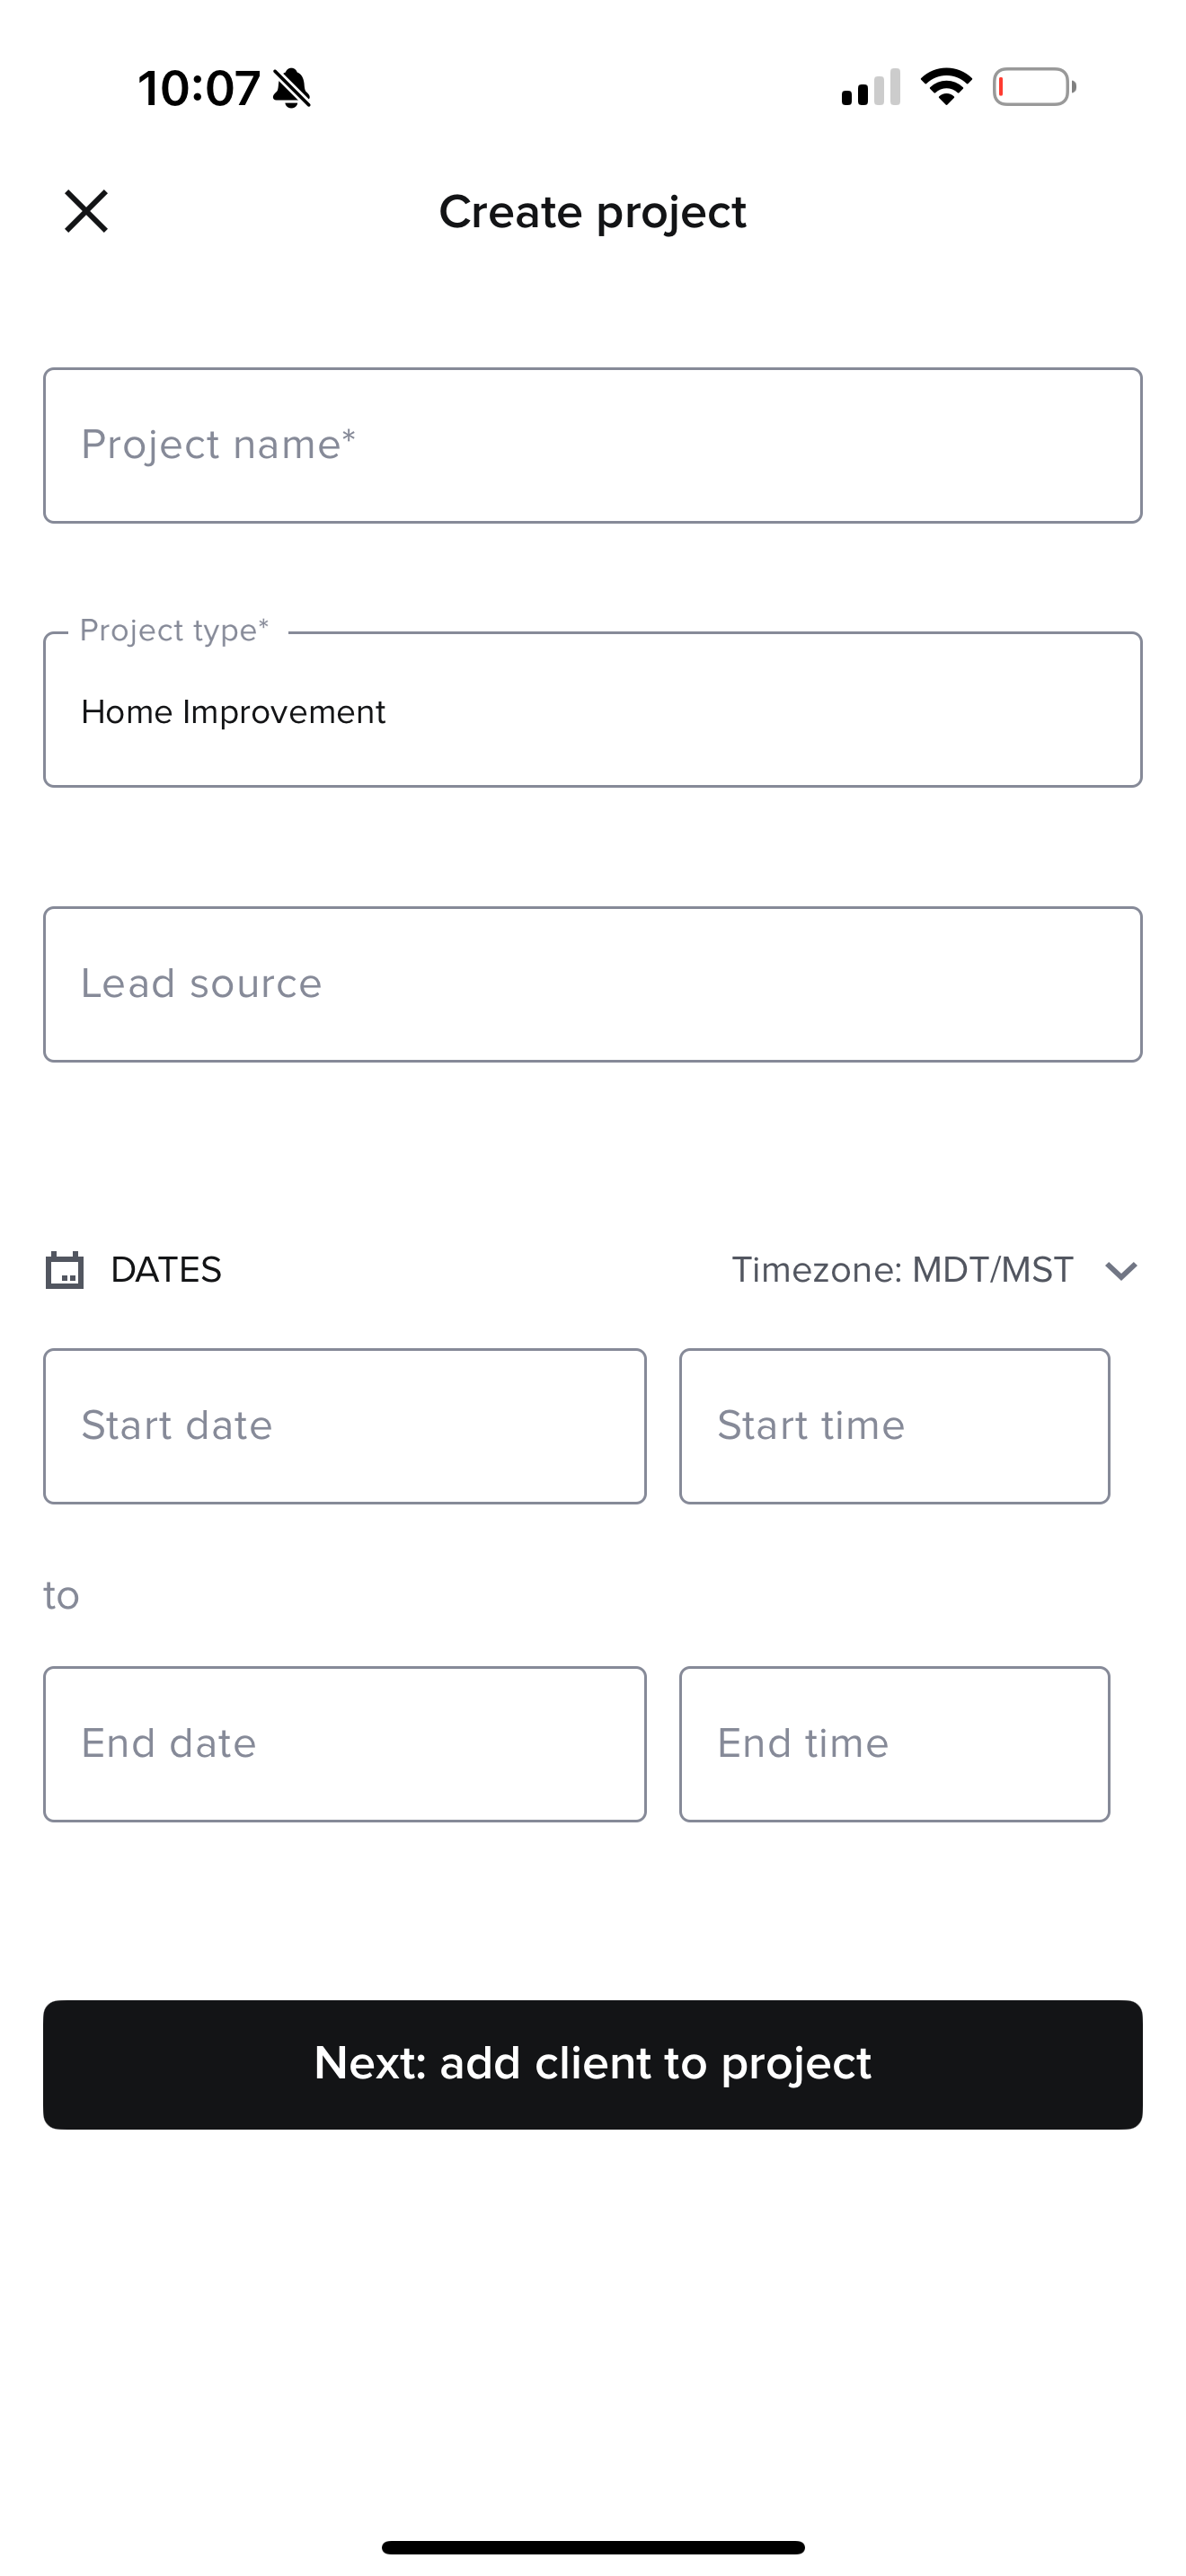 10:07
Create project
Project name*
Project type*
Home Improvement
Lead source
DATES
Timezone: MDT/MST
Start date
Start time
to
End date
End time
Next: add client to project